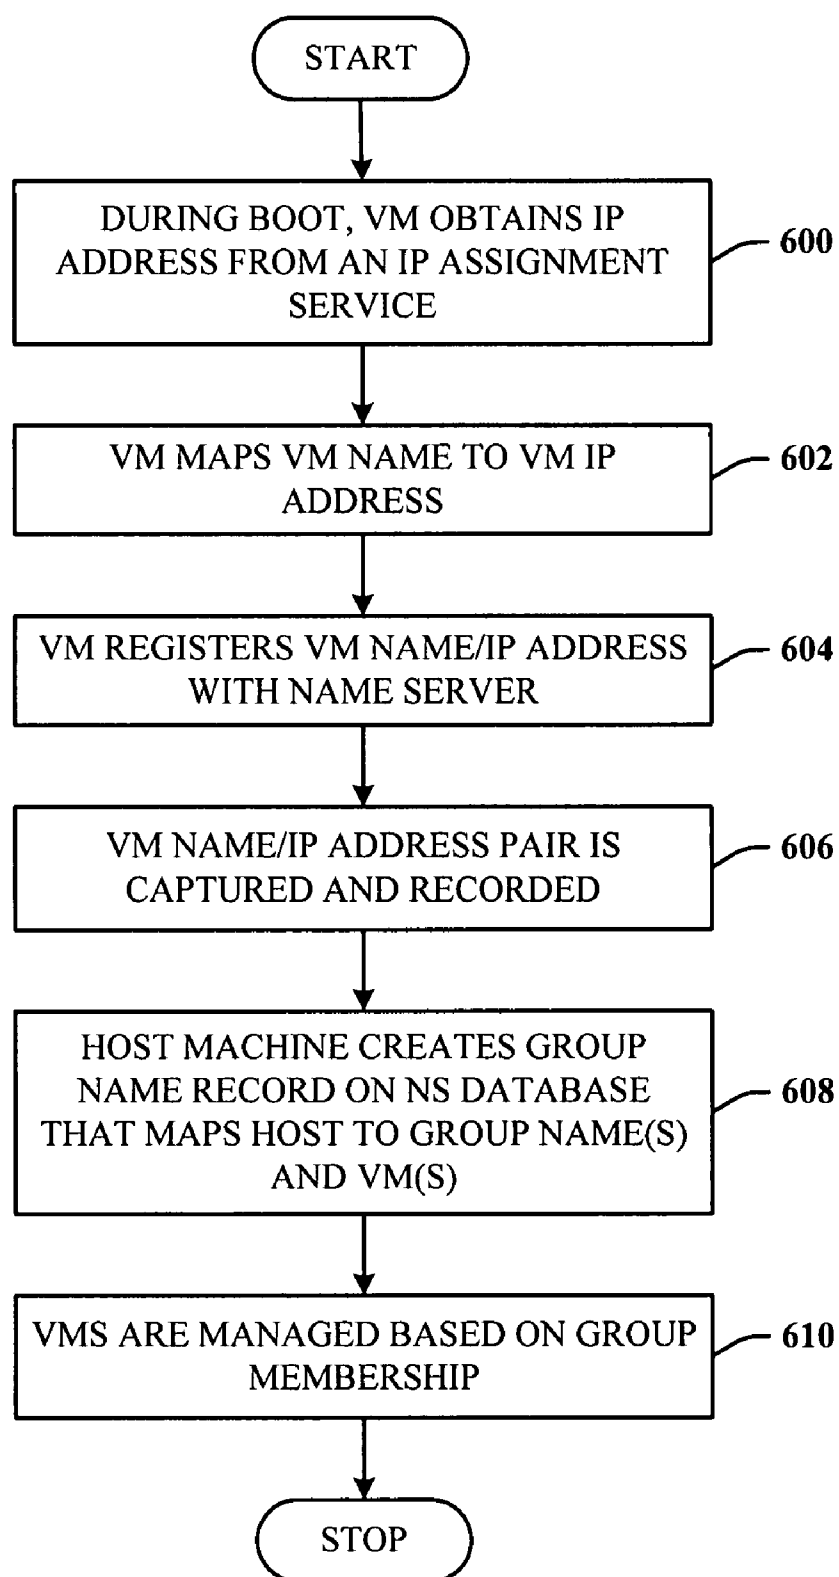 START
DURING BOOT, VM OBTAINS IP
ADDRESS FROM AN IP ASSIGNMENT
SERVICE
600
VM MAPS VM NAME TO VM IP
ADDRESS
602
VM REGISTERS VM NAME/IP ADDRESS
WITH NAME SERVER
604
VM NAME/IP ADDRESS PAIR IS
CAPTURED AND RECORDED
606
HOST MACHINE CREATES GROUP
NAME RECORD ON NS DATABASE
THAT MAPS HOST TO GROUP NAME(S)
AND VM(S)
608
VMS ARE MANAGED BASED ON GROUP
MEMBERSHIP
610
STOP